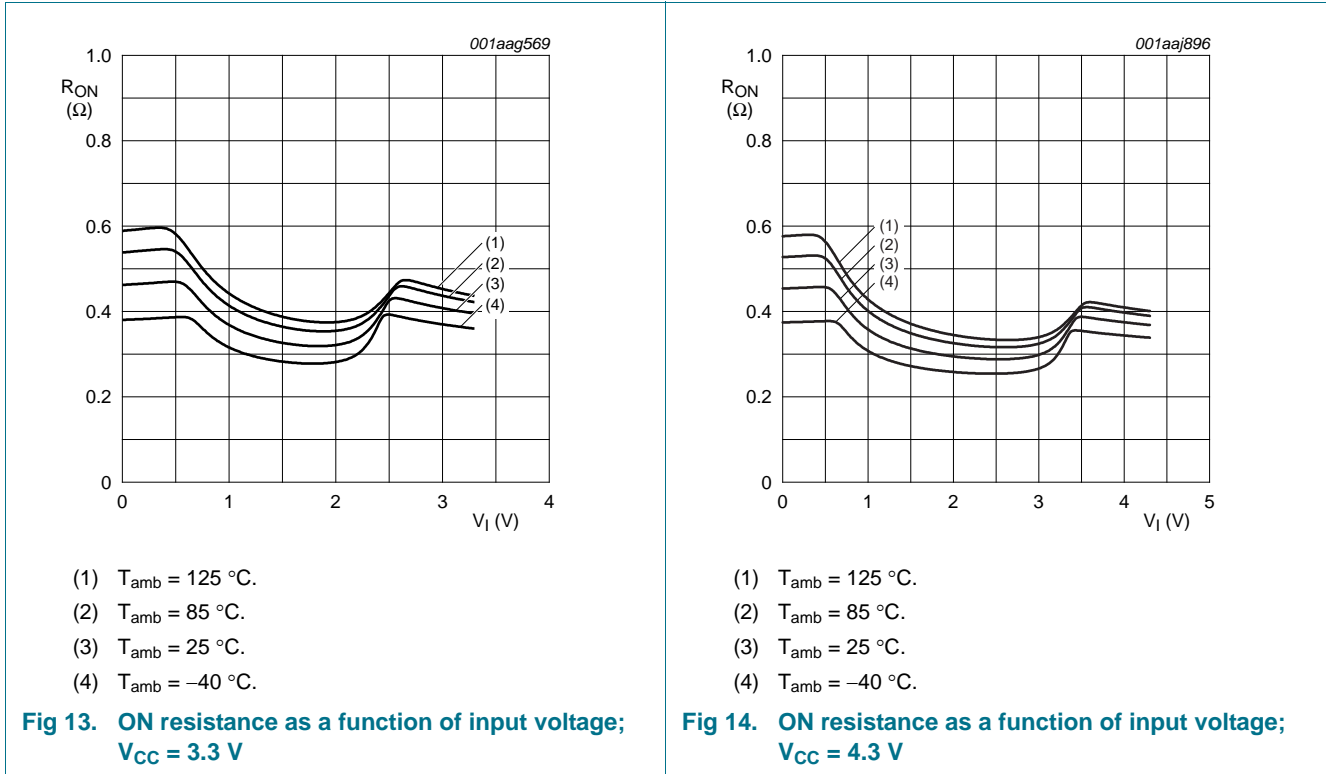 001aag569
1.0
RON
(Ω)
0.8
0.6
0.4
0.2
0
0 1 2 3 4
VI (V)
(1)
(2)
(3)
(4)
(1) Tamb = 125 °C.
(2) Tamb = 85 °C.
(3) Tamb = 25 °C.
(4) Tamb = −40 °C.
Fig 13. ON resistance as a function of input voltage;
VCC = 3.3 V
001aaj896
1.0
RON
(Ω)
0.8
0.6
0.4
0.2
0
0 1 2 3 4 5
VI (V)
(1)
(2)
(3)
(4)
(1) Tamb = 125 °C.
(2) Tamb = 85 °C.
(3) Tamb = 25 °C.
(4) Tamb = −40 °C.
Fig 14. ON resistance as a function of input voltage;
VCC = 4.3 V